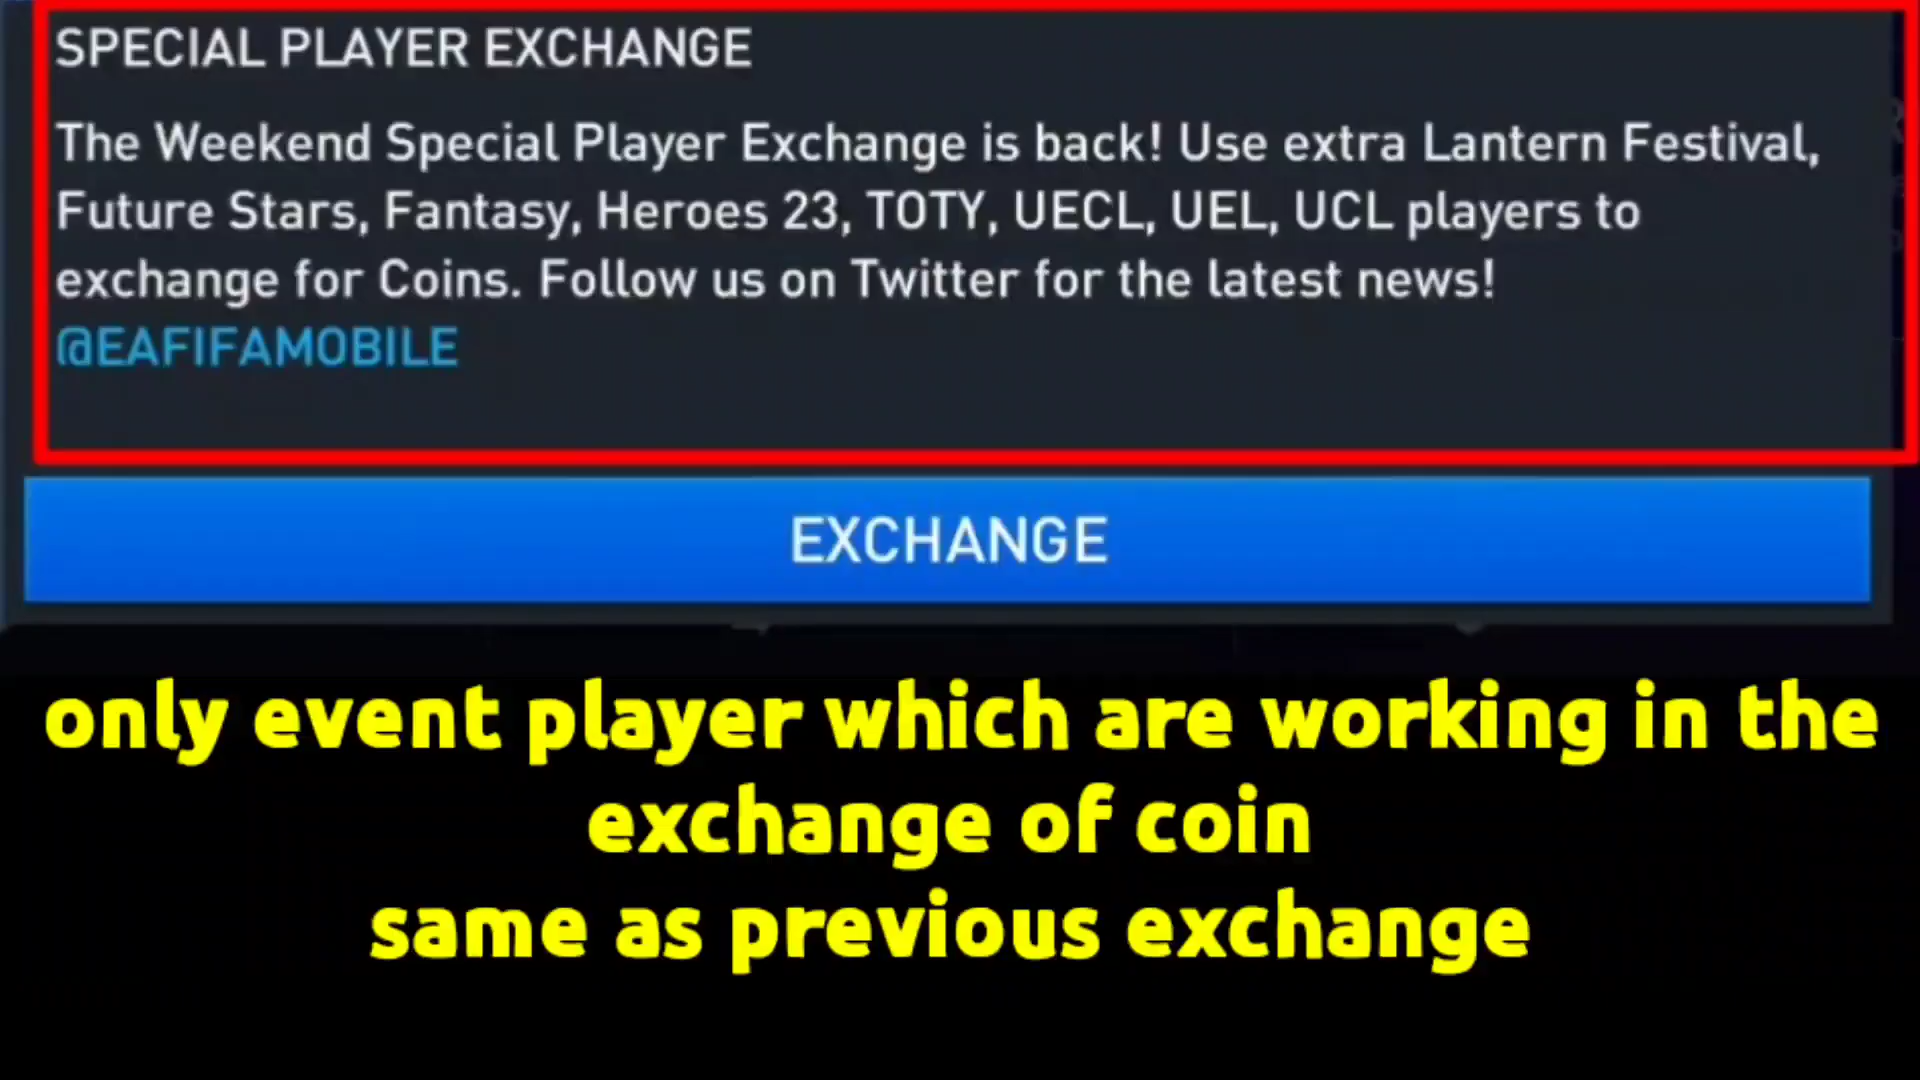 SPECIAL PLAYER EXCHANGE
The Weekend Special Player Exchange is back! Use extra Lantern Festival,
Future Stars, Fantasy, Heroes 23, TOTY, UECL, UEL, UCL players to
exchange for Coins. Follow us on Twitter for the latest news!
@EAFIFAMOBILE
EXCHANGE
only event player which are working in the
exchange of coin
same as previous exchange